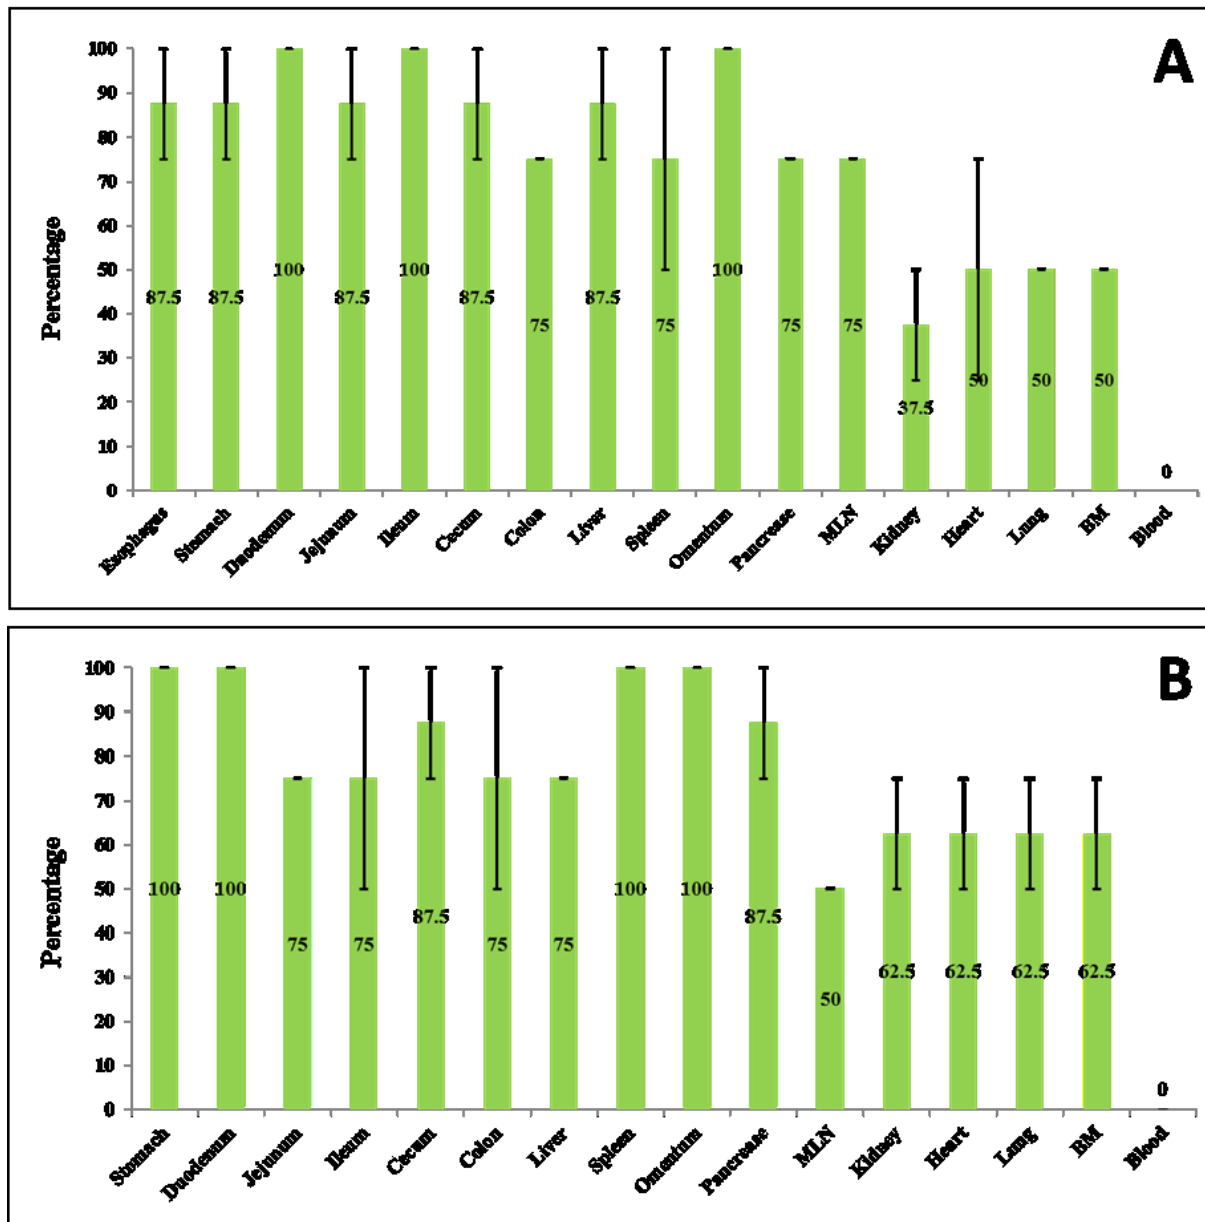 A
Percentage
100
90
80
70
60
50
40
30
20
10
0
87.5
87.5
100
87.5
100
87.5
75
87.5
75
100
75
75
37.5
50
50
50
0
Esophegus
Stomach
Duodenum
Jejunum
Ileum
Cecum
Colon
Liver
Spleen
Omentum
Pancrease
MLN
Kidney
Heart
Lung
BM
Blood
B
Percentage
100
90
80
70
60
50
40
30
20
10
0
100
100
75
75
87.5
75
75
100
100
87.5
50
62.5
62.5
62.5
62.5
0
Stomach
Duodenum
Jejunum
Ileum
Cecum
Colon
Liver
Spleen
Omentum
Pancrease
MLN
Kidney
Heart
Lung
BM
Blood